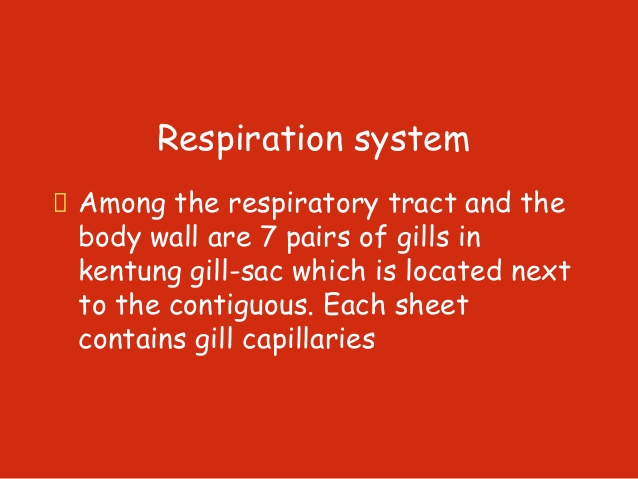 Respiration system
Among the respiratory tract and the
body wall are 7 pairs of gills in
kentung gill-sac which is located next
to the contiguous. Each sheet
contains gill capillaries